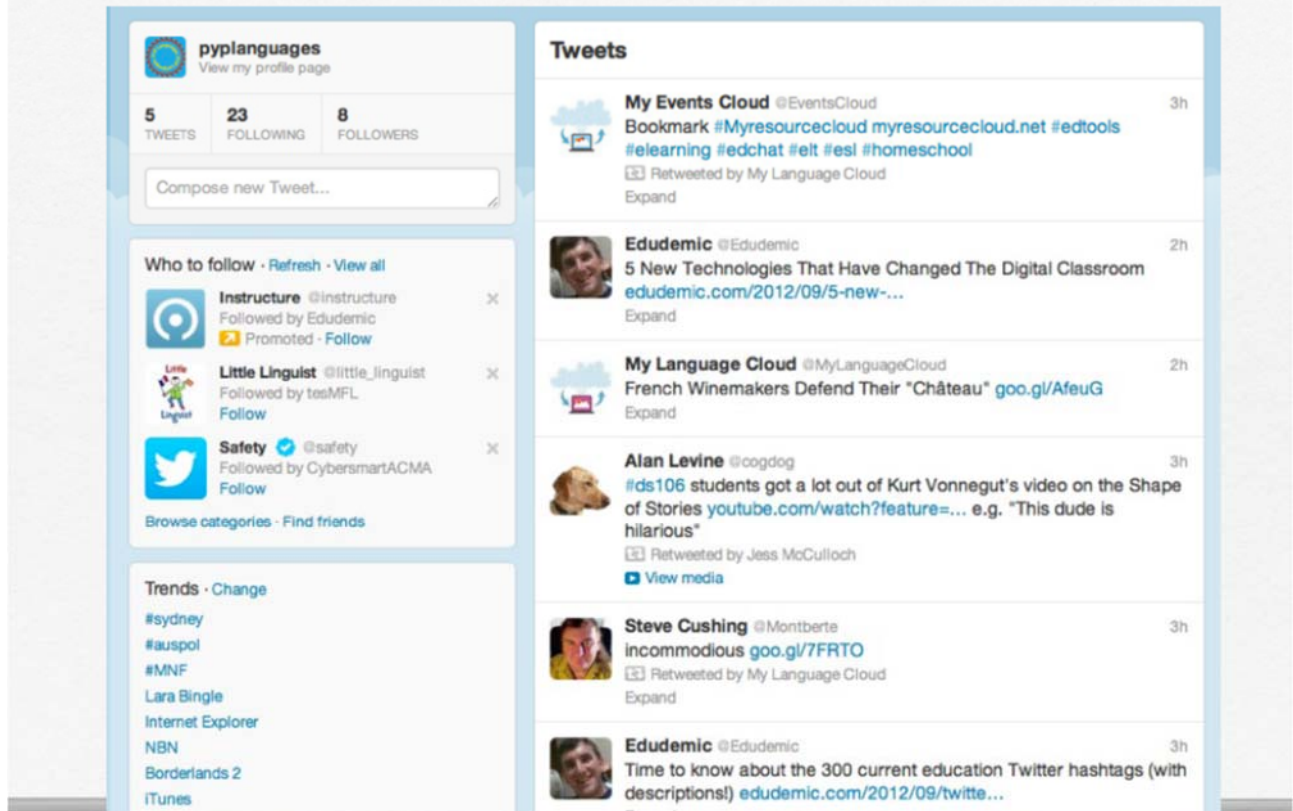 pyplanguages
View my profile page
5
TWEETS
23
FOLLOWING
8
FOLLOWERS
Compose new Tweet...
Who to follow · Refresh · View all
Instructure @instructure
Followed by Edudemic
Promoted · Follow
Little
Linguist
Little Linguist @little_linguist
Followed by tesMFL
Follow
Safety @safety
Followed by CybersmartACMA
Follow
Browse categories · Find friends
Trends · Change
#sydney
#auspol
#MNF
Lara Bingle
Internet Explorer
NBN
Borderlands 2
iTunes
Tweets
My Events Cloud @EventsCloud 3h
Bookmark #Myresourcecloud myresourcecloud.net #edtools
#elearning #edchat #elt #esl #homeschool
Retweeted by My Language Cloud
Expand
Edudemic @Edudemic 2h
5 New Technologies That Have Changed The Digital Classroom
edudemic.com/2012/09/5-new-...
Expand
My Language Cloud @MyLanguageCloud 2h
French Winemakers Defend Their "Château" goo.gl/AfeuG
Expand
Alan Levine @cogdog 3h
#ds106 students got a lot out of Kurt Vonnegut's video on the Shape
of Stories youtube.com/watch?feature=... e.g. "This dude is
hilarious"
Retweeted by Jess McCulloch
View media
Steve Cushing @Montberte 3h
incommodious goo.gl/7FRTO
Retweeted by My Language Cloud
Expand
Edudemic @Edudemic 3h
Time to know about the 300 current education Twitter hashtags (with
descriptions!) edudemic.com/2012/09/twitte...